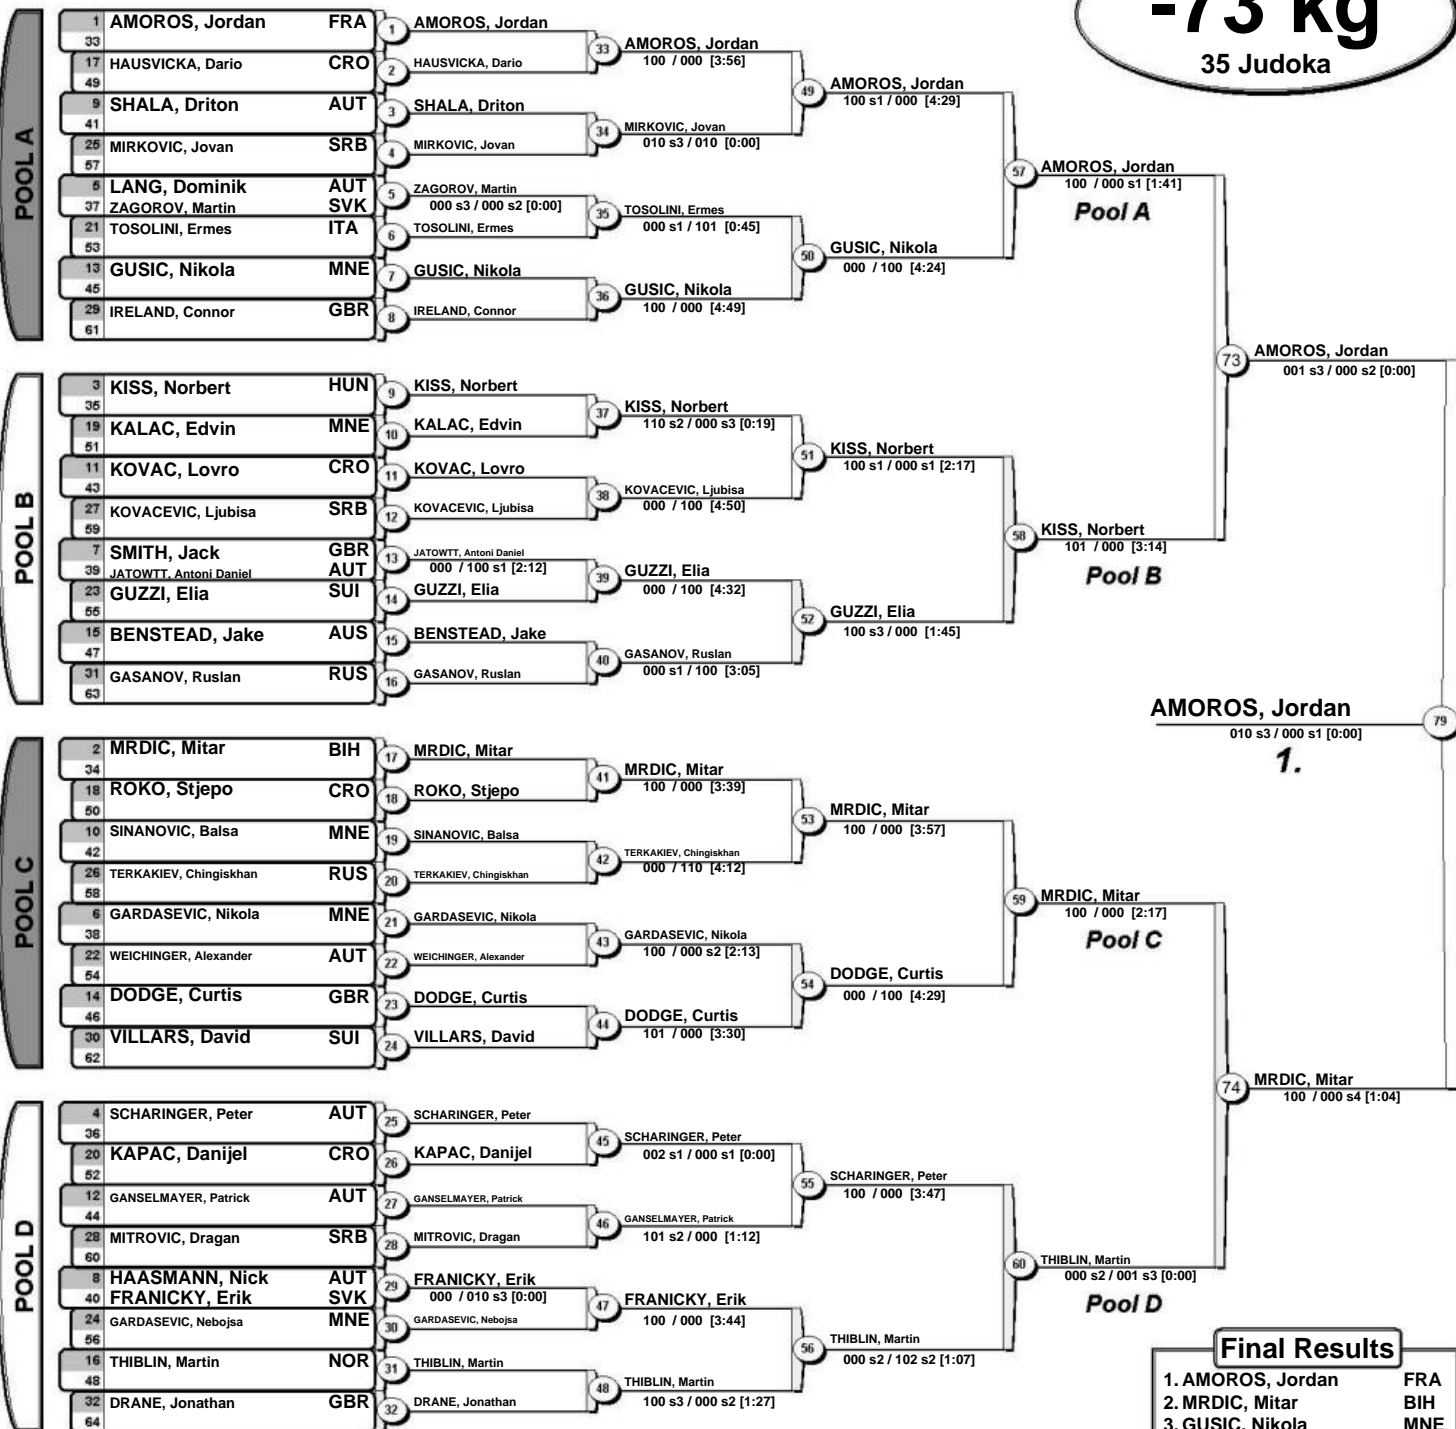 -73 kg
35 Judoka
POOL A
1 AMOROS, Jordan FRA
33
17 HAUSVICKA, Dario CRO
49
9 SHALA, Driton AUT
41
25 MIRKOVIC, Jovan SRB
57
5 LANG, Dominik AUT
37 ZAGOROV, Martin SVK
21 TOSOLINI, Ermes ITA
53
13 GUSIC, Nikola MNE
45
29 IRELAND, Connor GBR
61
1 AMOROS, Jordan
2 HAUSVICKA, Dario
3 SHALA, Driton
4 MIRKOVIC, Jovan
5 ZAGOROV, Martin
000 s3 / 000 s2 [0:00]
6 TOSOLINI, Ermes
7 GUSIC, Nikola
8 IRELAND, Connor
33 AMOROS, Jordan
100 / 000 [3:56]
34 MIRKOVIC, Jovan
010 s3 / 010 [0:00]
35 TOSOLINI, Ermes
000 s1 / 101 [0:45]
36 GUSIC, Nikola
100 / 000 [4:49]
49 AMOROS, Jordan
100 s1 / 000 [4:29]
50 GUSIC, Nikola
000 / 100 [4:24]
57 AMOROS, Jordan
100 / 000 s1 [1:41]
Pool A
POOL B
3 KISS, Norbert HUN
35
19 KALAC, Edvin MNE
51
11 KOVAC, Lovro CRO
43
27 KOVACEVIC, Ljubisa SRB
59
7 SMITH, Jack GBR
39 JATOWTT, Antoni Daniel AUT
23 GUZZI, Elia SUI
55
15 BENSTEAD, Jake AUS
47
31 GASANOV, Ruslan RUS
63
9 KISS, Norbert
10 KALAC, Edvin
11 KOVAC, Lovro
12 KOVACEVIC, Ljubisa
13 JATOWTT, Antoni Daniel
000 / 100 s1 [2:12]
14 GUZZI, Elia
15 BENSTEAD, Jake
16 GASANOV, Ruslan
37 KISS, Norbert
110 s2 / 000 s3 [0:19]
38 KOVACEVIC, Ljubisa
000 / 100 [4:50]
39 GUZZI, Elia
000 / 100 [4:32]
40 GASANOV, Ruslan
000 s1 / 100 [3:05]
51 KISS, Norbert
100 s1 / 000 s1 [2:17]
52 GUZZI, Elia
100 s3 / 000 [1:45]
58 KISS, Norbert
101 / 000 [3:14]
Pool B
73 AMOROS, Jordan
001 s3 / 000 s2 [0:00]
AMOROS, Jordan 79
010 s3 / 000 s1 [0:00]
1.
POOL C
2 MRDIC, Mitar BIH
34
18 ROKO, Stjepo CRO
50
10 SINANOVIC, Balsa MNE
42
26 TERKAKIEV, Chingiskhan RUS
58
6 GARDASEVIC, Nikola MNE
38
22 WEICHINGER, Alexander AUT
54
14 DODGE, Curtis GBR
46
30 VILLARS, David SUI
62
17 MRDIC, Mitar
18 ROKO, Stjepo
19 SINANOVIC, Balsa
20 TERKAKIEV, Chingiskhan
21 GARDASEVIC, Nikola
22 WEICHINGER, Alexander
23 DODGE, Curtis
24 VILLARS, David
41 MRDIC, Mitar
100 / 000 [3:39]
42 TERKAKIEV, Chingiskhan
000 / 110 [4:12]
43 GARDASEVIC, Nikola
100 / 000 s2 [2:13]
44 DODGE, Curtis
101 / 000 [3:30]
53 MRDIC, Mitar
100 / 000 [3:57]
54 DODGE, Curtis
000 / 100 [4:29]
59 MRDIC, Mitar
100 / 000 [2:17]
Pool C
74 MRDIC, Mitar
100 / 000 s4 [1:04]
POOL D
4 SCHARINGER, Peter AUT
36
20 KAPAC, Danijel CRO
52
12 GANSELMAYER, Patrick AUT
44
28 MITROVIC, Dragan SRB
60
8 HAASMANN, Nick AUT
40 FRANICKY, Erik SVK
24 GARDASEVIC, Nebojsa MNE
56
16 THIBLIN, Martin NOR
48
32 DRANE, Jonathan GBR
64
25 SCHARINGER, Peter
26 KAPAC, Danijel
27 GANSELMAYER, Patrick
28 MITROVIC, Dragan
29 FRANICKY, Erik
000 / 010 s3 [0:00]
30 GARDASEVIC, Nebojsa
31 THIBLIN, Martin
32 DRANE, Jonathan
45 SCHARINGER, Peter
002 s1 / 000 s1 [0:00]
46 GANSELMAYER, Patrick
101 s2 / 000 [1:12]
47 FRANICKY, Erik
100 / 000 [3:44]
48 THIBLIN, Martin
100 s3 / 000 s2 [1:27]
55 SCHARINGER, Peter
100 / 000 [3:47]
56 THIBLIN, Martin
000 s2 / 102 s2 [1:07]
60 THIBLIN, Martin
000 s2 / 001 s3 [0:00]
Pool D
Final Results
1. AMOROS, Jordan FRA
2. MRDIC, Mitar BIH
3. GUSIC, Nikola MNE